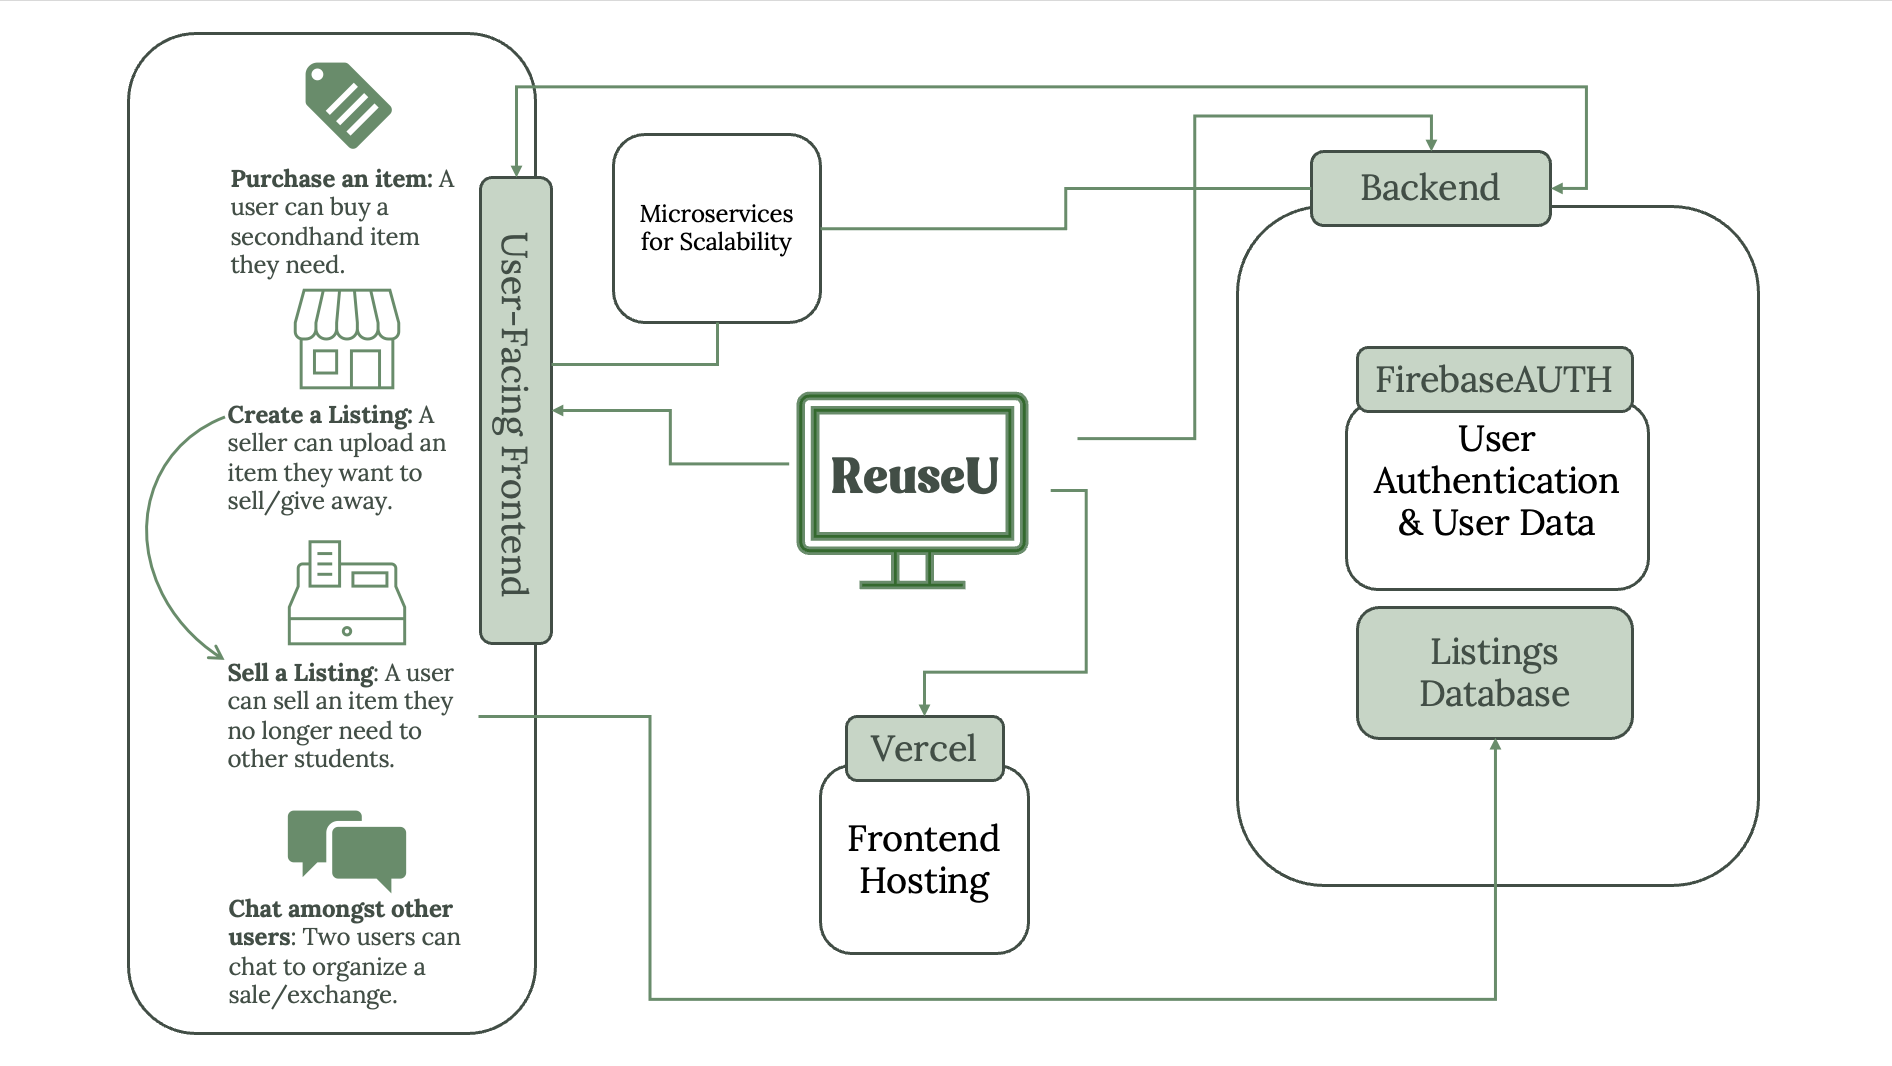 Purchase an item: A
user can buy a
secondhand item
they need.
Create a Listing: A
seller can upload an
item they want to
sell/give away.
Sell a Listing: A user
can sell an item they
no longer need to
other students.
Chat amongst other
users: Two users can
chat to organize a
sale/exchange.
User-Facing Frontend
Microservices
for Scalability
ReuseU
Vercel
Frontend
Hosting
Backend
FirebaseAUTH
User
Authentication
& User Data
Listings
Database